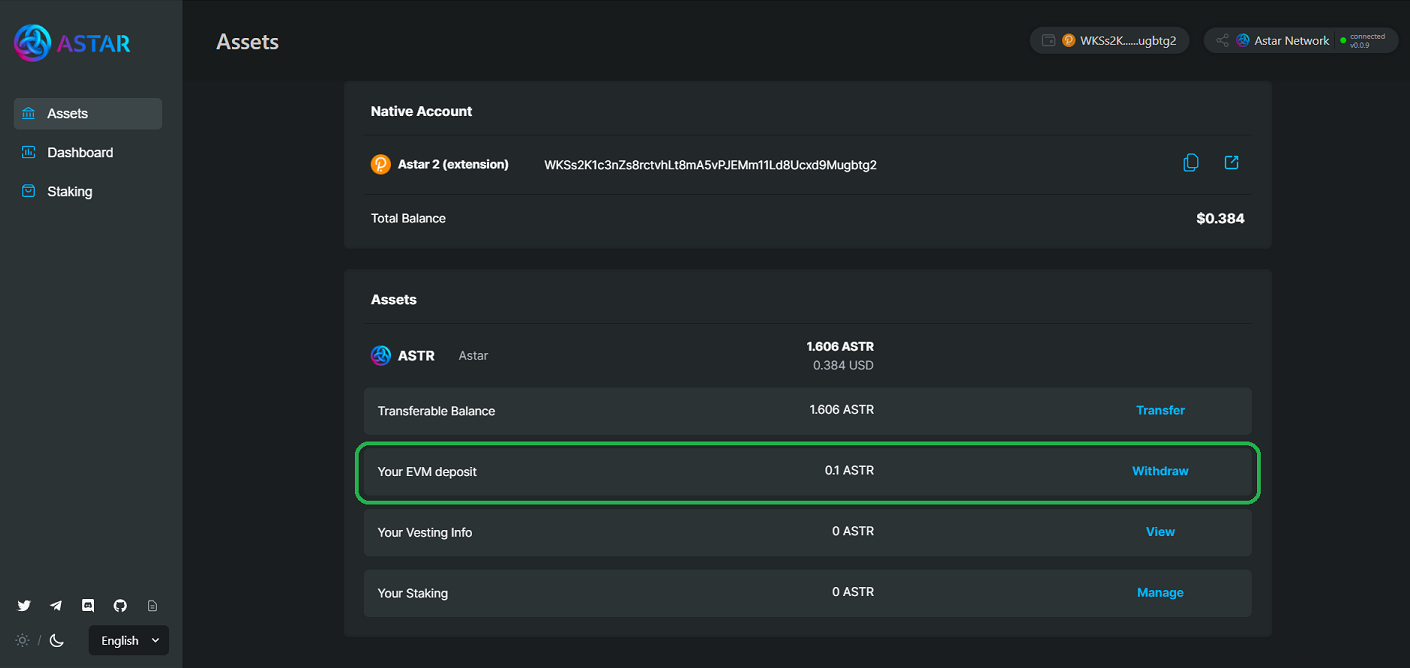 ASTAR
Assets
Dashboard
Staking
English
Assets
WKSs2K......ugbtg2
Astar Network
connected
v0.0.9
Native Account
Astar 2 (extension) WKSs2K1c3nZs8rctvhLt8mA5vPJEMm11Ld8Ucxd9Mugbtg2
Total Balance $0.384
Assets
ASTR Astar 1.606 ASTR
0.384 USD
Transferable Balance 1.606 ASTR Transfer
Your EVM deposit 0.1 ASTR Withdraw
Your Vesting Info 0 ASTR View
Your Staking 0 ASTR Manage